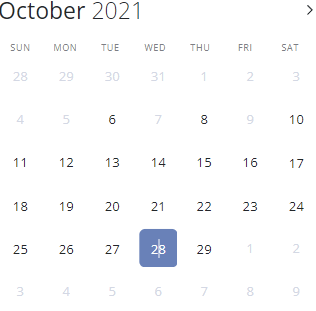 October 2021
SUN MON TUE WED THU FRI SAT
28 29 30 31 1 2 3
4 5 6 7 8 9 10
11 12 13 14 15 16 17
18 19 20 21 22 23 24
25 26 27 28 29 1 2
3 4 5 6 7 8 9